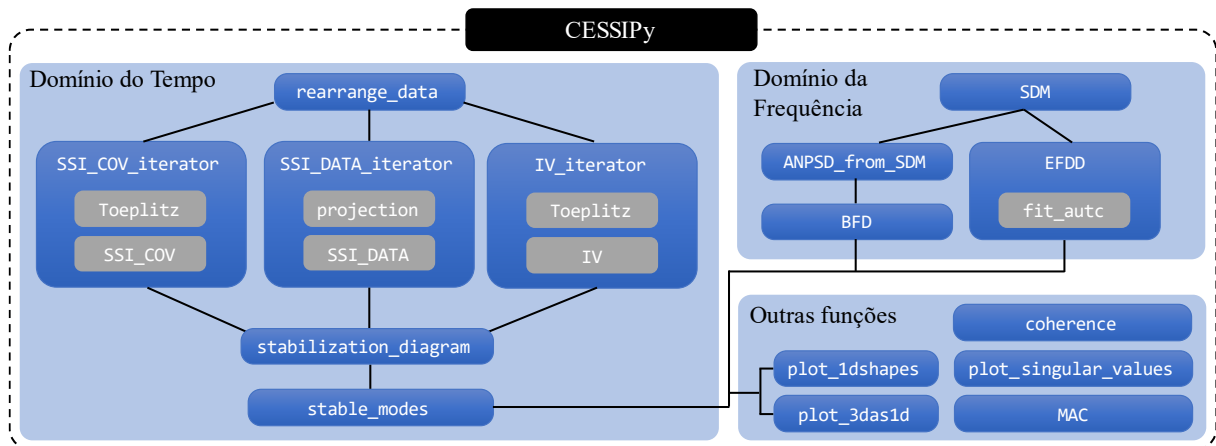 CESSIPy
Domínio do Tempo
rearrange_data
SSI_COV_iterator
Toeplitz
SSI_COV
SSI_DATA_iterator
projection
SSI_DATA
IV_iterator
Toeplitz
IV
stabilization_diagram
stable_modes
Domínio da
Frequência
SDM
ANPSD_from_SDM
BFD
EFDD
fit_autc
Outras funções
coherence
plot_1dshapes
plot_singular_values
plot_3das1d
MAC